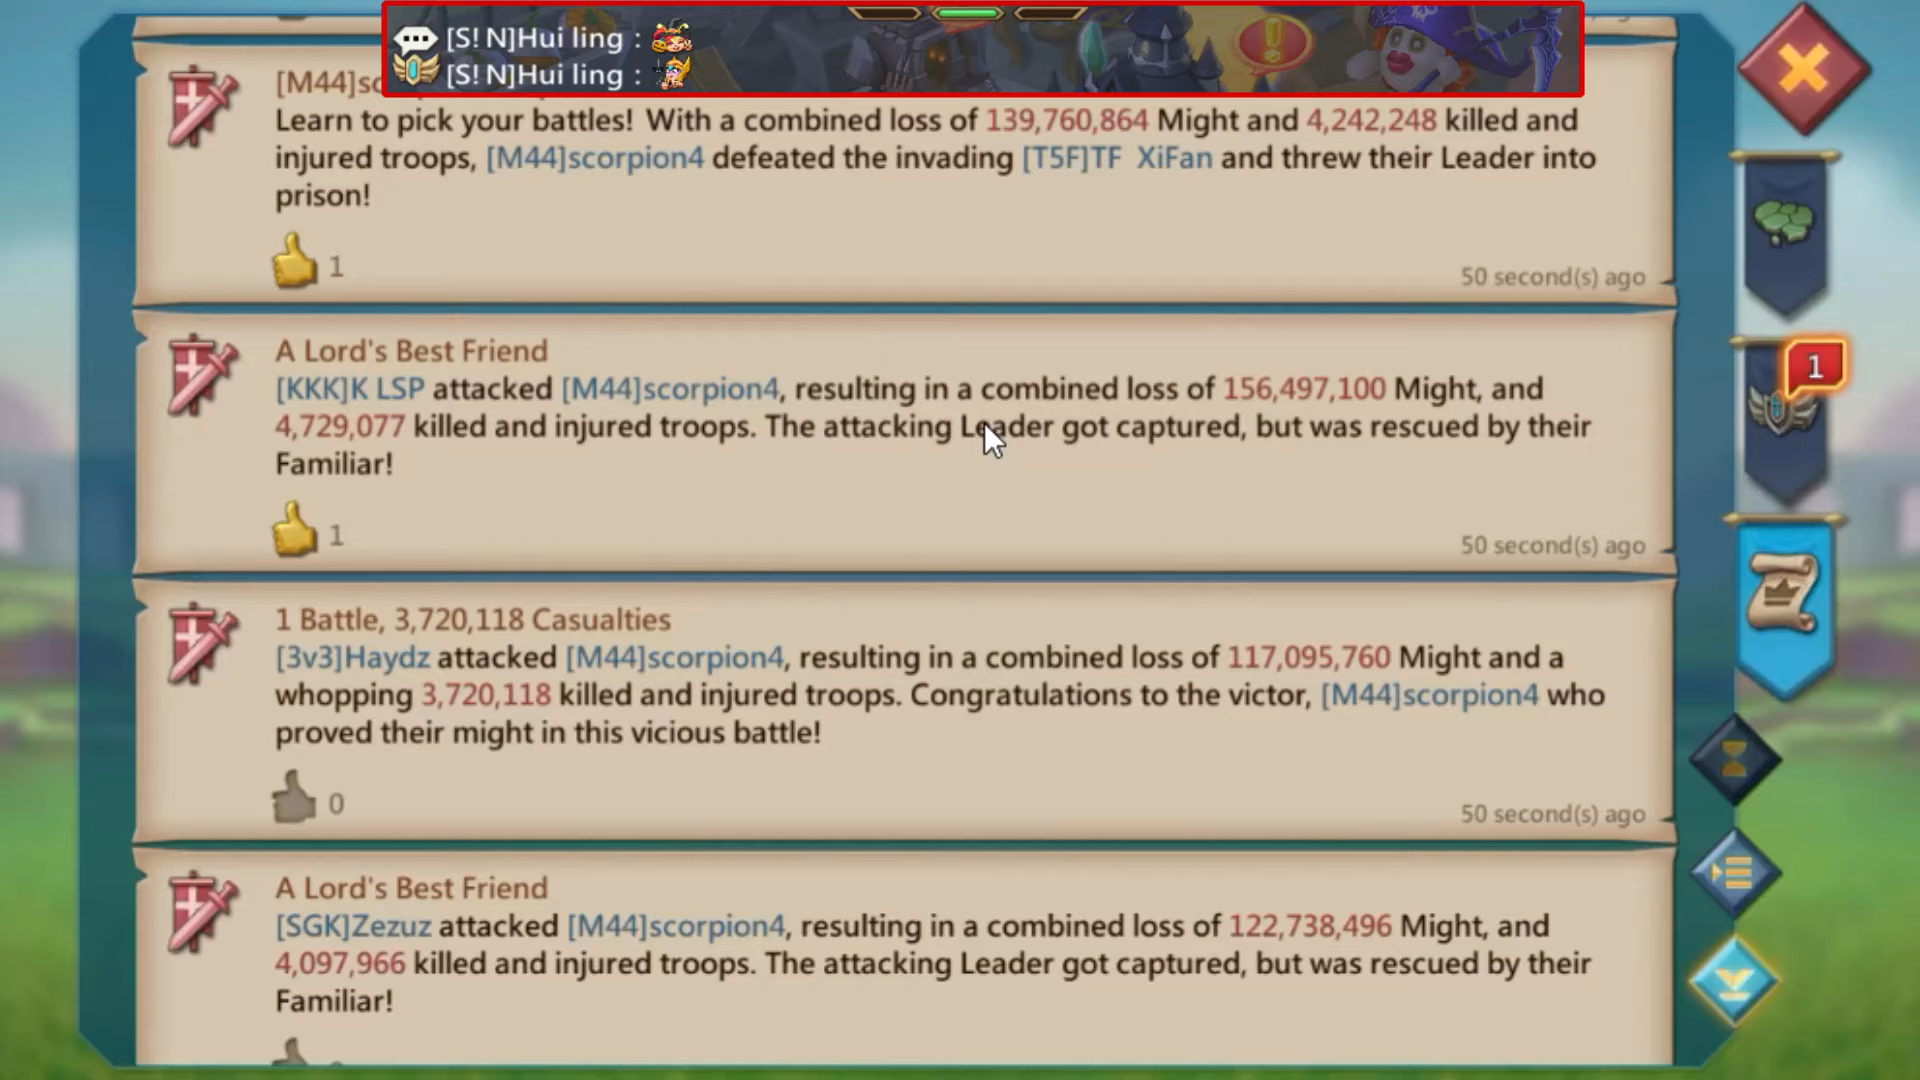 [S! N]Hui ling :
[S! N]Hui ling :
[M44]sc
Learn to pick your battles! With a combined loss of 139,760,864 Might and 4,242,248 killed and
injured troops, [M44]scorpion4 defeated the invading [T5F]TF XiFan and threw their Leader into
prison!
1
50 second(s) ago
A Lord's Best Friend
[KKK]K LSP attacked [M44]scorpion4, resulting in a combined loss of 156,497,100 Might, and
4,729,077 killed and injured troops. The attacking Leader got captured, but was rescued by their
Familiar!
1
50 second(s) ago
1 Battle, 3,720,118 Casualties
[3v3]Haydz attacked [M44]scorpion4, resulting in a combined loss of 117,095,760 Might and a
whopping 3,720,118 killed and injured troops. Congratulations to the victor, [M44]scorpion4 who
proved their might in this vicious battle!
0
50 second(s) ago
A Lord's Best Friend
[SGK]Zezuz attacked [M44]scorpion4, resulting in a combined loss of 122,738,496 Might, and
4,097,966 killed and injured troops. The attacking Leader got captured, but was rescued by their
Familiar!
1